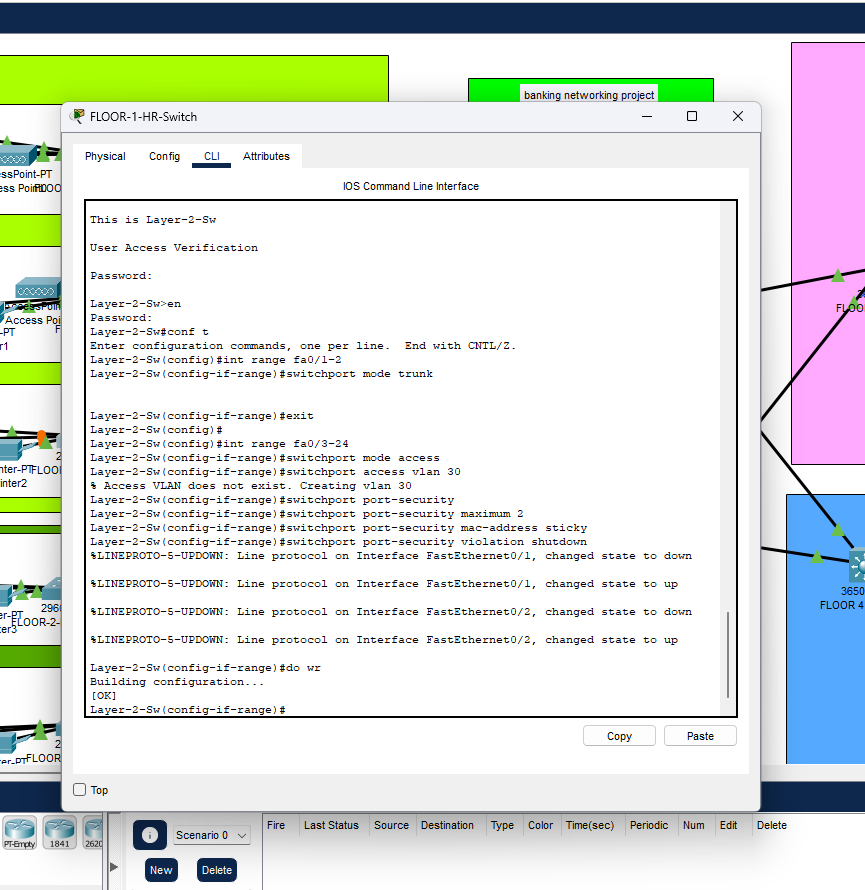 banking networking project
FLOOR-1-HR-Switch
Physical Config CLI Attributes
IOS Command Line Interface
This is Layer-2-Sw
User Access Verification
Password:
Layer-2-Sw>en
Password:
Layer-2-Sw#conf t
Enter configuration commands, one per line.  End with CNTL/Z.
Layer-2-Sw(config)#int range fa0/1-2
Layer-2-Sw(config-if-range)#switchport mode trunk
Layer-2-Sw(config-if-range)#exit
Layer-2-Sw(config)#
Layer-2-Sw(config)#int range fa0/3-24
Layer-2-Sw(config-if-range)#switchport mode access
Layer-2-Sw(config-if-range)#switchport access vlan 30
% Access VLAN does not exist. Creating vlan 30
Layer-2-Sw(config-if-range)#switchport port-security
Layer-2-Sw(config-if-range)#switchport port-security maximum 2
Layer-2-Sw(config-if-range)#switchport port-security mac-address sticky
Layer-2-Sw(config-if-range)#switchport port-security violation shutdown
%LINEPROTO-5-UPDOWN: Line protocol on Interface FastEthernet0/1, changed state to down
%LINEPROTO-5-UPDOWN: Line protocol on Interface FastEthernet0/1, changed state to up
%LINEPROTO-5-UPDOWN: Line protocol on Interface FastEthernet0/2, changed state to down
%LINEPROTO-5-UPDOWN: Line protocol on Interface FastEthernet0/2, changed state to up
Layer-2-Sw(config-if-range)#do wr
Building configuration...
[OK]
Layer-2-Sw(config-if-range)#
Copy Paste
Top
essPoint-PT
Access Poi
-PT
r1
nter-PT
inter2
er-PT
ter3
FLOOR-2-
296
3650
FLOOR 4
PT-Empty 1841 2620
Scenario 0
New Delete
Fire Last Status Source Destination Type Color Time(sec) Periodic Num Edit Delete